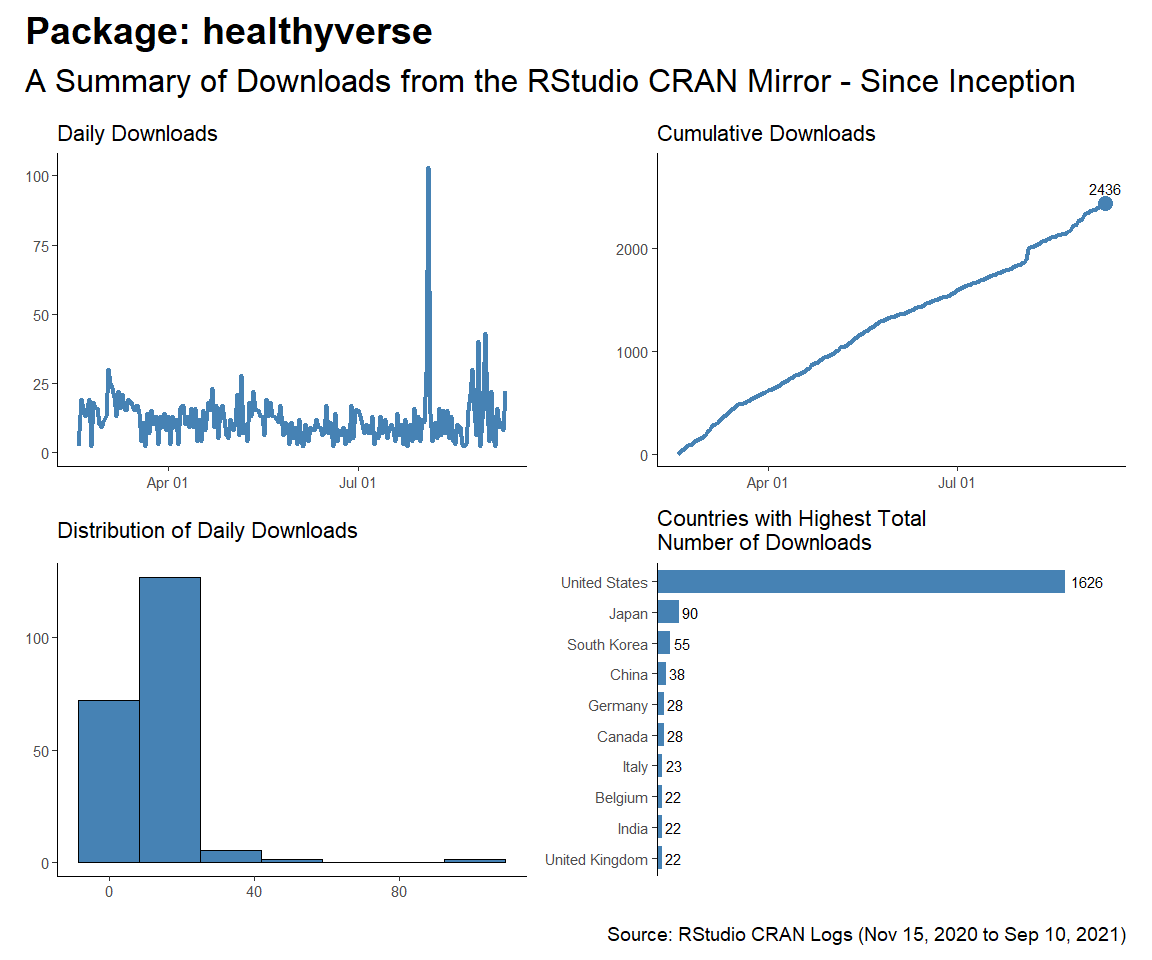 Package: healthyverse
A Summary of Downloads from the RStudio CRAN Mirror - Since Inception
Daily Downloads
100
75
50
25
0
Apr 01
Jul 01
Cumulative Downloads
2436
2000
1000
0
Apr 01
Jul 01
Distribution of Daily Downloads
100
50
0
0
40
80
Countries with Highest Total
Number of Downloads
United States 1626
Japan 90
South Korea 55
China 38
Germany 28
Canada 28
Italy 23
Belgium 22
India 22
United Kingdom 22
Source: RStudio CRAN Logs (Nov 15, 2020 to Sep 10, 2021)